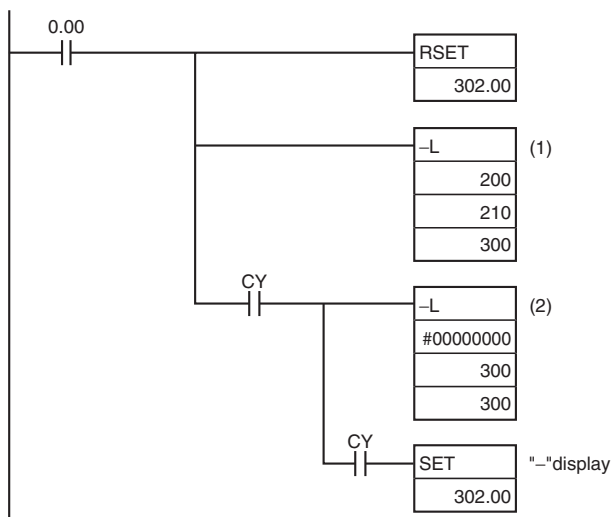 0.00
RSET
302.00
–L (1)
200
210
300
CY
–L (2)
#00000000
300
300
CY
SET "–"display
302.00